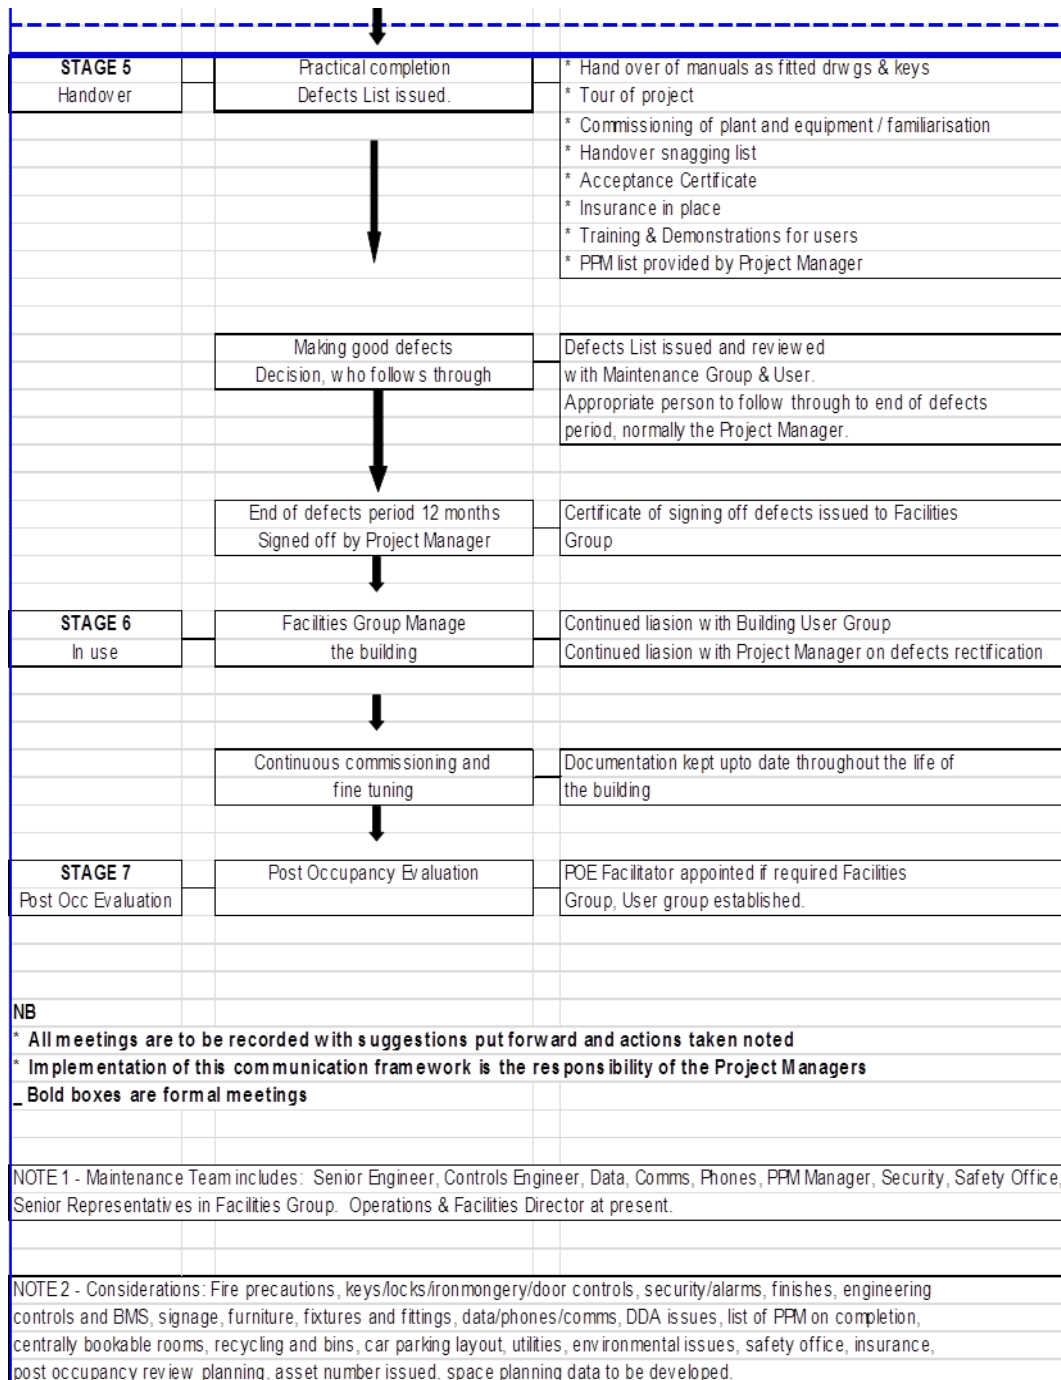 STAGE 5
Handover
Practical completion
Defects List issued.
* Hand over of manuals as fitted drwgs & keys
* Tour of project
* Commissioning of plant and equipment / familiarisation
* Handover snagging list
* Acceptance Certificate
* Insurance in place
* Training & Demonstrations for users
* PPM list provided by Project Manager
Making good defects
Decision, who follows through
Defects List issued and reviewed
with Maintenance Group & User.
Appropriate person to follow through to end of defects
period, normally the Project Manager.
End of defects period 12 months
Signed off by Project Manager
Certificate of signing off defects issued to Facilities
Group
STAGE 6
In use
Facilities Group Manage
the building
Continued liasion with Building User Group
Continued liasion with Project Manager on defects rectification
Continuous commissioning and
fine tuning
Documentation kept upto date throughout the life of
the building
STAGE 7
Post Occ Evaluation
Post Occupancy Evaluation
POE Facilitator appointed if required Facilities
Group, User group established.
NB
* All meetings are to be recorded with suggestions put forward and actions taken noted
* Implementation of this communication framework is the responsibility of the Project Managers
_ Bold boxes are formal meetings
NOTE 1 - Maintenance Team includes: Senior Engineer, Controls Engineer, Data, Comms, Phones, PPM Manager, Security, Safety Office,
Senior Representatives in Facilities Group. Operations & Facilities Director at present.
NOTE 2 - Considerations: Fire precautions, keys/locks/ironmongery/door controls, security/alarms, finishes, engineering
controls and BMS, signage, furniture, fixtures and fittings, data/phones/comms, DDA issues, list of PPM on completion,
centrally bookable rooms, recycling and bins, car parking layout, utilities, environmental issues, safety office, insurance,
post occupancy review planning, asset number issued, space planning data to be developed.